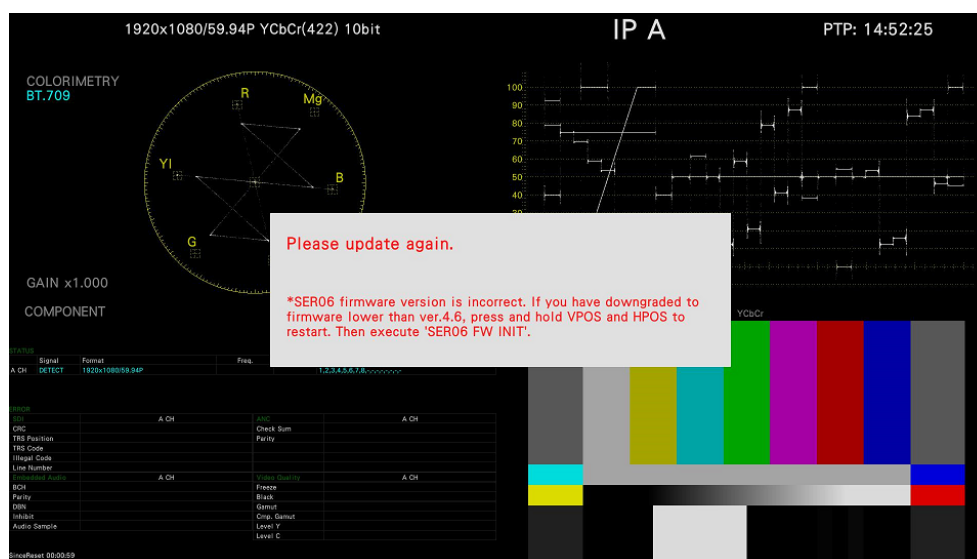 1920x1080/59.94P YCbCr(422) 10bit
IP A
PTP: 14:52:25
COLORIMETRY
BT.709
R
Mg
Yl
B
G
GAIN x1.000
COMPONENT
100
90
80
70
60
50
40
30
Please update again.
*SER06 firmware version is incorrect. If you have downgraded to
firmware lower than ver.4.6, press and hold VPOS and HPOS to
restart. Then execute 'SER06 FW INIT'.
YCbCr
STATUS
Signal Format Freq.
A CH DETECT 1920x1080/59.94P 1,2,3,4,5,6,7,8,-,-,-,-,-,-,-,-
ERROR
SDI A CH ANC A CH
CRC Check Sum
TRS Position Parity
TRS Code
Illegal Code
Line Number
Embedded Audio A CH Video Quality A CH
BCH Freeze
Parity Black
DBN Gamut
Inhibit Cmp. Gamut
Audio Sample Level Y
Level C
SinceReset 00:00:59